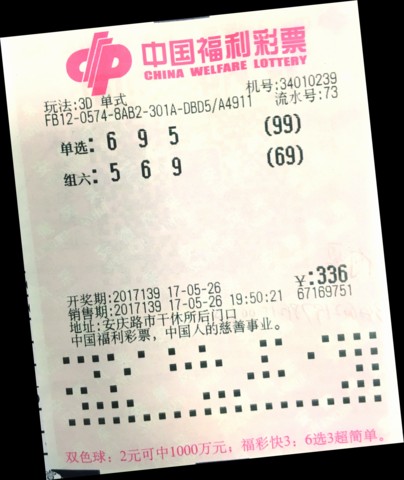 中国福利彩票
CHINA WELFARE LOTTERY
机号:34010239
玩法:3D 单式
流水号:73
FB12-0574-8AB2-301A-DBD5/A4911
单选: 6 9 5 (99)
组六: 5 6 9 (69)
开奖期:2017139 17-05-26 ¥:336
销售期:2017139 17-05-26 19:50:21 67169751
地址:安庆路市干休所后门口
中国福利彩票，中国人的慈善事业。
双色球：2元可中1000万元；福彩快3；6选3超简单。